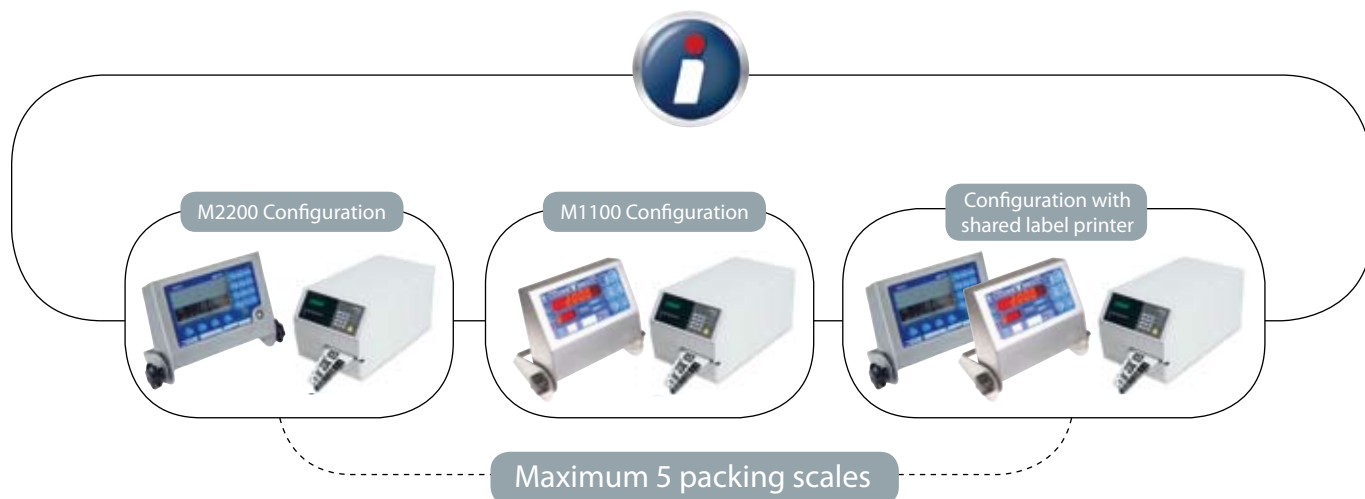 M2200 Configuration
M1100 Configuration
Configuration with
shared label printer
Maximum 5 packing scales